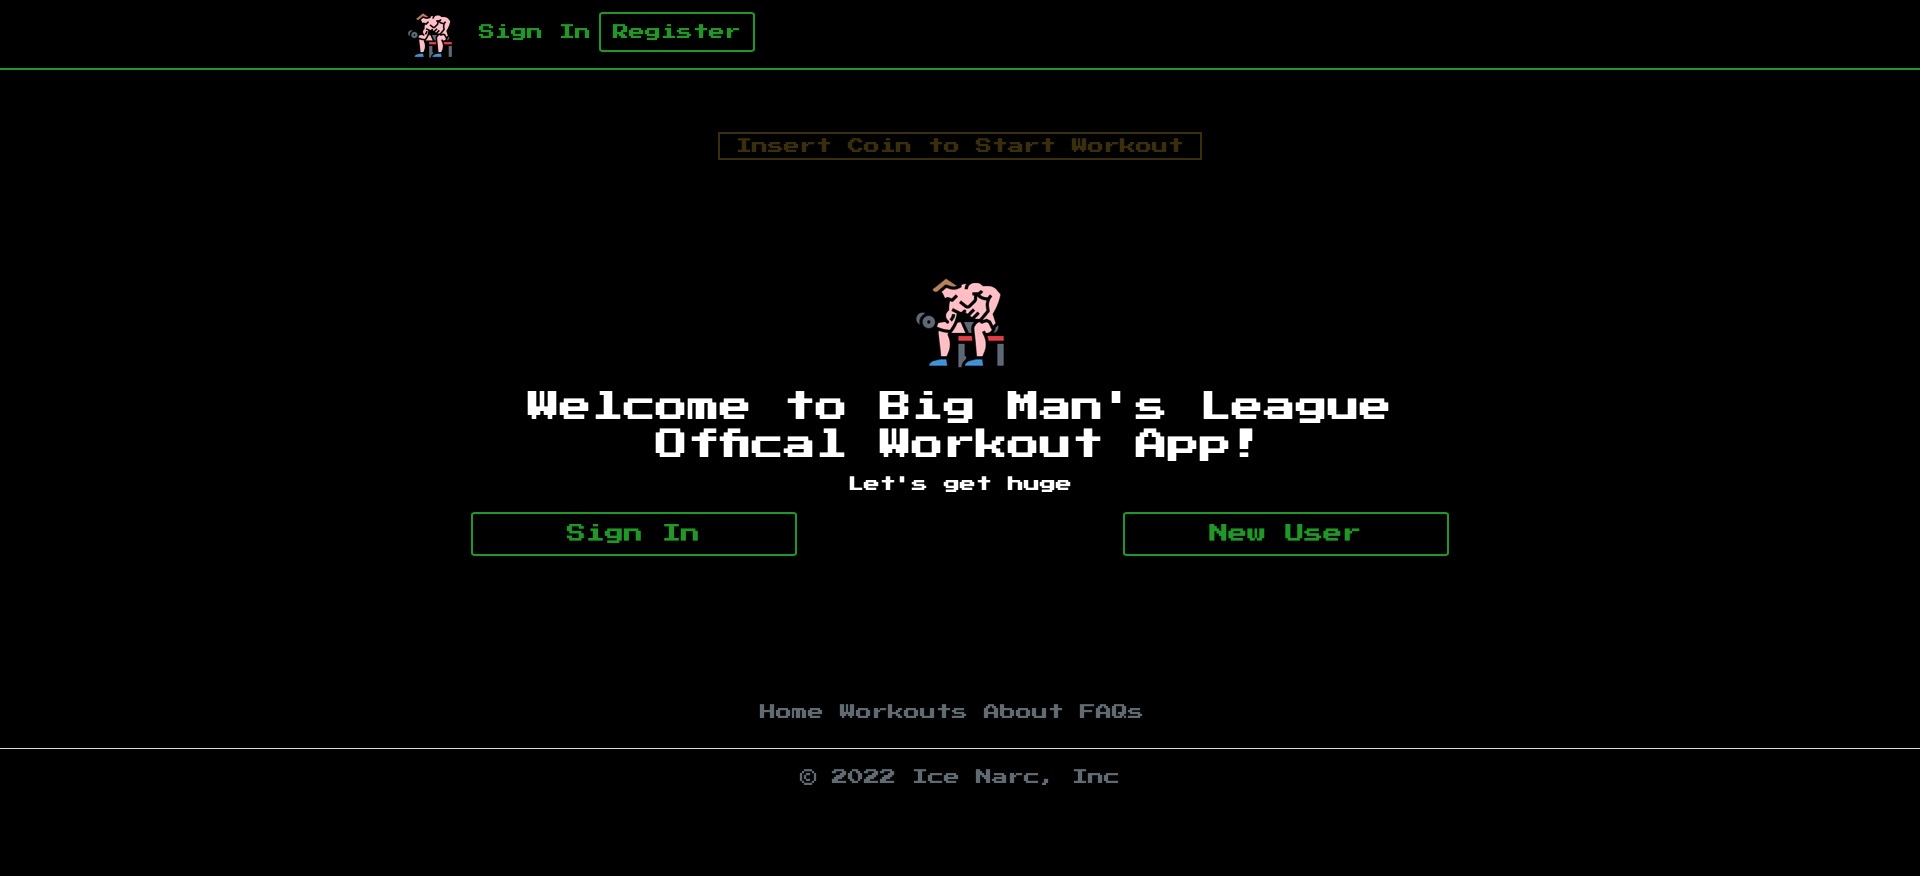 Sign In Register
Insert Coin to Start Workout
Welcome to Big Man's League
Offical Workout App!
Let's get huge
Sign In New User
Home Workouts About FAQs
© 2022 Ice Narc, Inc